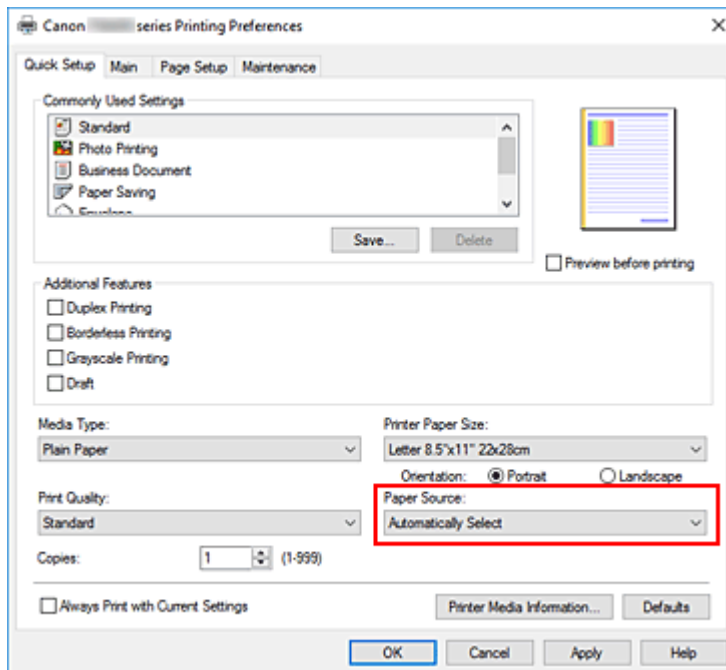 Canon series Printing Preferences
Quick Setup Main Page Setup Maintenance
Commonly Used Settings
Standard
Photo Printing
Business Document
Paper Saving
Envelope
Save... Delete
Preview before printing
Additional Features
Duplex Printing
Borderless Printing
Grayscale Printing
Draft
Media Type: Printer Paper Size:
Plain Paper Letter 8.5"x11" 22x28cm
Orientation: Portrait Landscape
Print Quality: Paper Source:
Standard Automatically Select
Copies: 1 (1-999)
Always Print with Current Settings Printer Media Information... Defaults
OK Cancel Apply Help